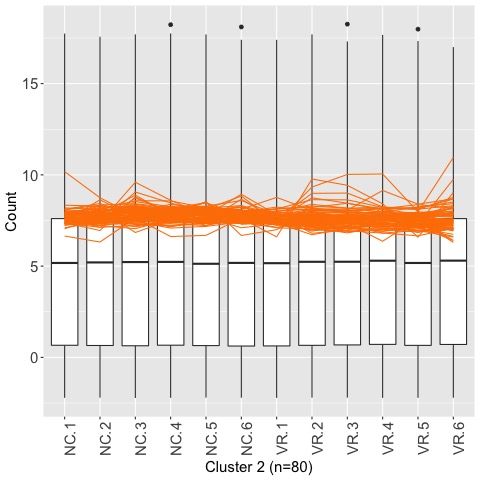 15
10
5
0
Count
NC.1
NC.2
NC.3
NC.4
NC.5
NC.6
VR.1
VR.2
VR.3
VR.4
VR.5
VR.6
Cluster 2 (n=80)